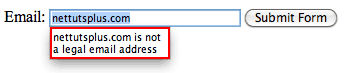 Email: nettutsplus.com Submit Form
nettutsplus.com is not
a legal email address